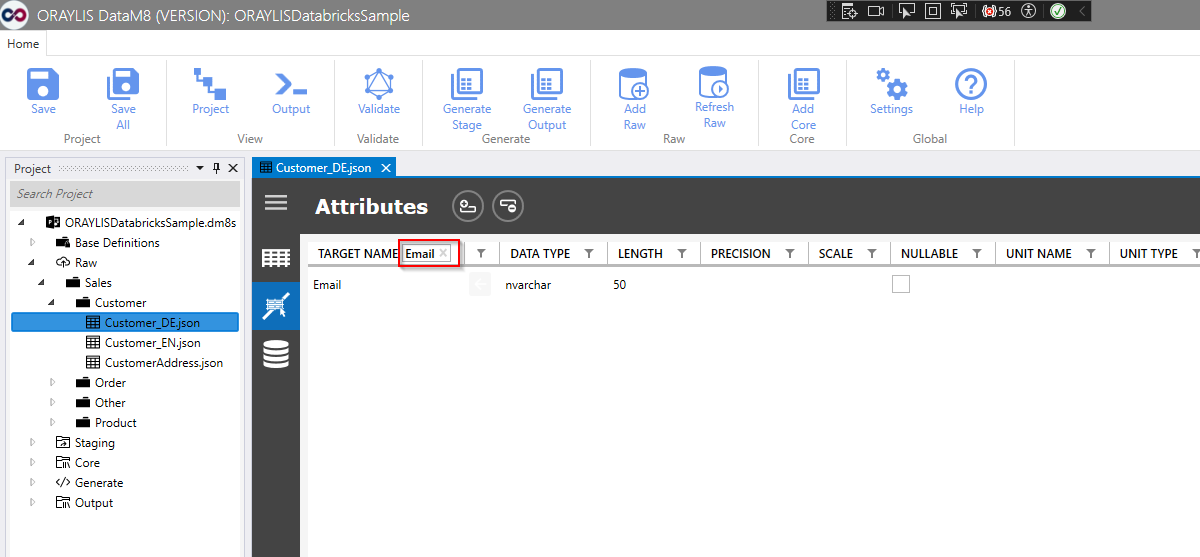 ORAYLIS DataM8 (VERSION): ORAYLISDatabricksSample
56
Home
Save
Save All
Project
Output
Validate
Generate Stage
Generate Output
Add Raw
Refresh Raw
Add Core
Settings
Help
Project
View
Validate
Generate
Raw
Core
Global
Project
Search Project
ORAYLISDatabricksSample.dm8s
Base Definitions
Raw
Sales
Customer
Customer_DE.json
Customer_EN.json
CustomerAddress.json
Order
Other
Product
Staging
Core
Generate
Output
Customer_DE.json
Attributes
TARGET NAME Email DATA TYPE LENGTH PRECISION SCALE NULLABLE UNIT NAME UNIT TYPE
Email nvarchar 50